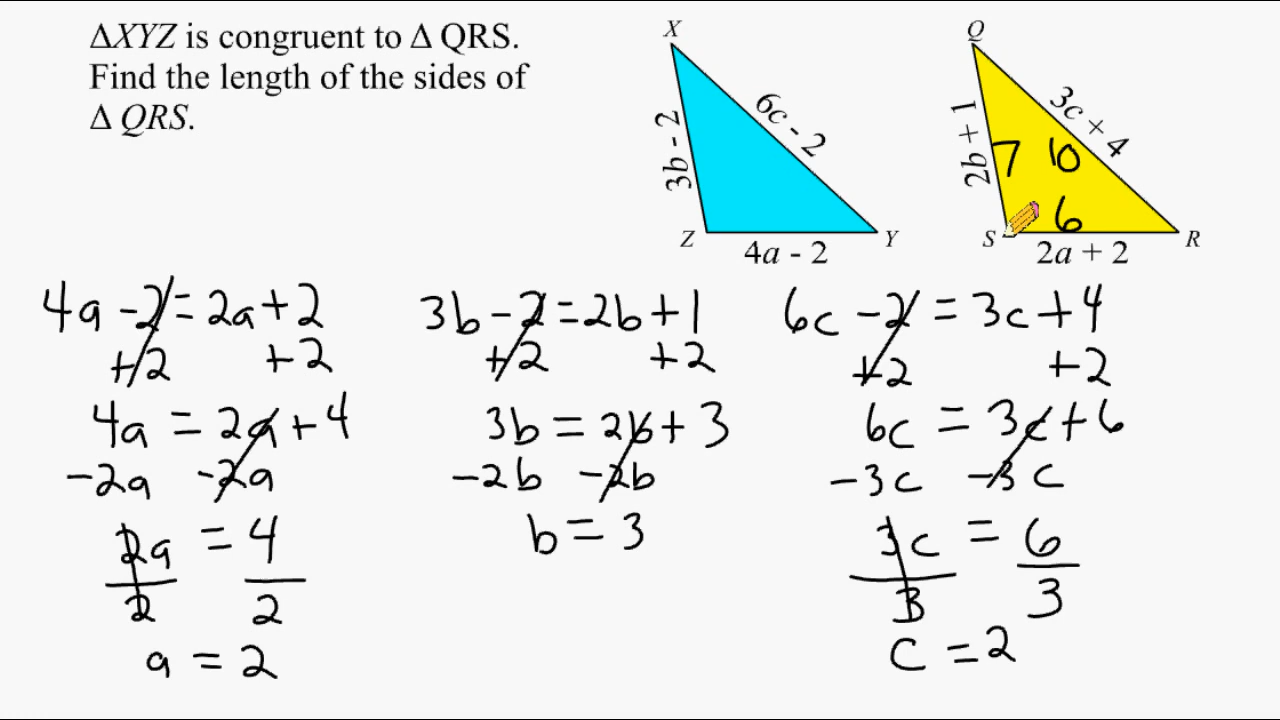 ΔXYZ is congruent to Δ QRS.
Find the length of the sides of
Δ QRS.
X
3b - 2
6c - 2
Z
Y
4a - 2
Q
2b + 1
3c + 4
7 10
6
S
R
2a + 2
4a - 2 = 2a + 2
+2 +2
4a = 2a + 4
-2a -2a
2a = 4
2 2
a = 2
3b - 2 = 2b + 1
+2 +2
3b = 2b + 3
-2b -2b
b = 3
6c - 2 = 3c + 4
+2 +2
6c = 3c + 6
-3c -3c
3c = 6
3 3
c = 2